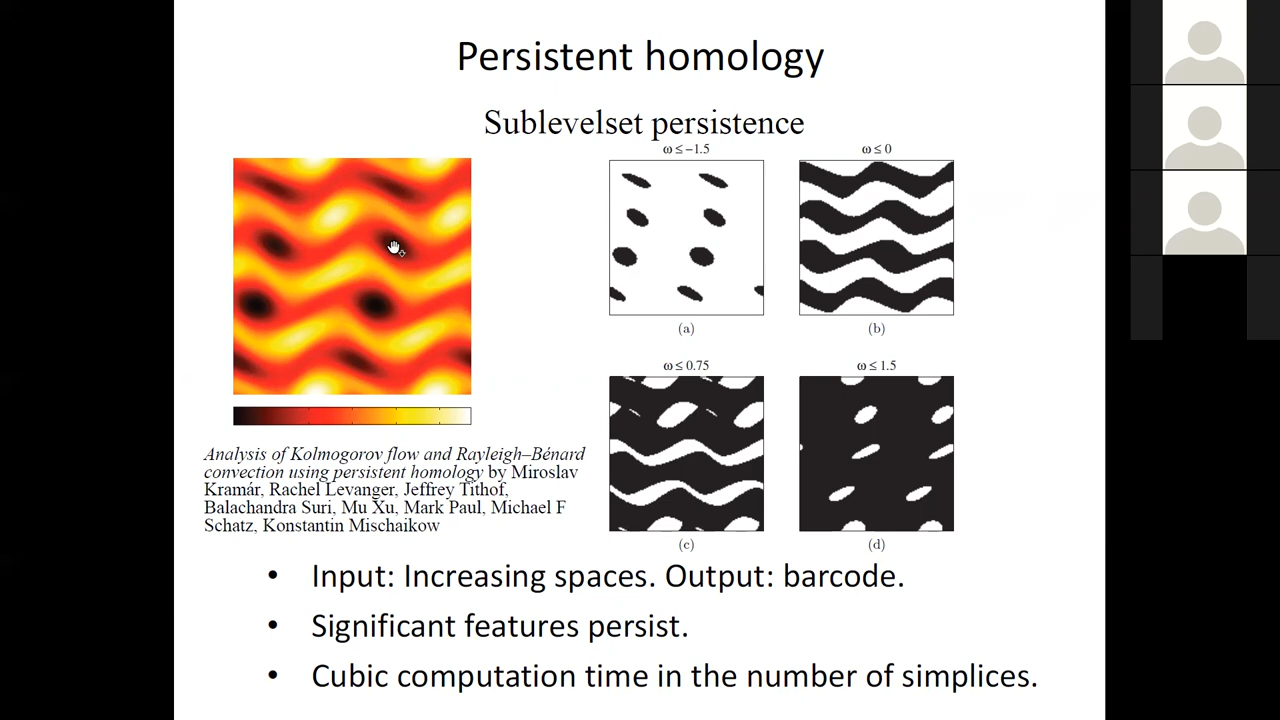 Persistent homology
Sublevelset persistence
ω ≤ −1.5
ω ≤ 0
(a)
(b)
ω ≤ 0.75
ω ≤ 1.5
(c)
(d)
Analysis of Kolmogorov flow and Rayleigh–Bénard
convection using persistent homology by Miroslav
Kramár, Rachel Levanger, Jeffrey Tithof,
Balachandra Suri, Mu Xu, Mark Paul, Michael F
Schatz, Konstantin Mischaikow
• Input: Increasing spaces. Output: barcode.
• Significant features persist.
• Cubic computation time in the number of simplices.